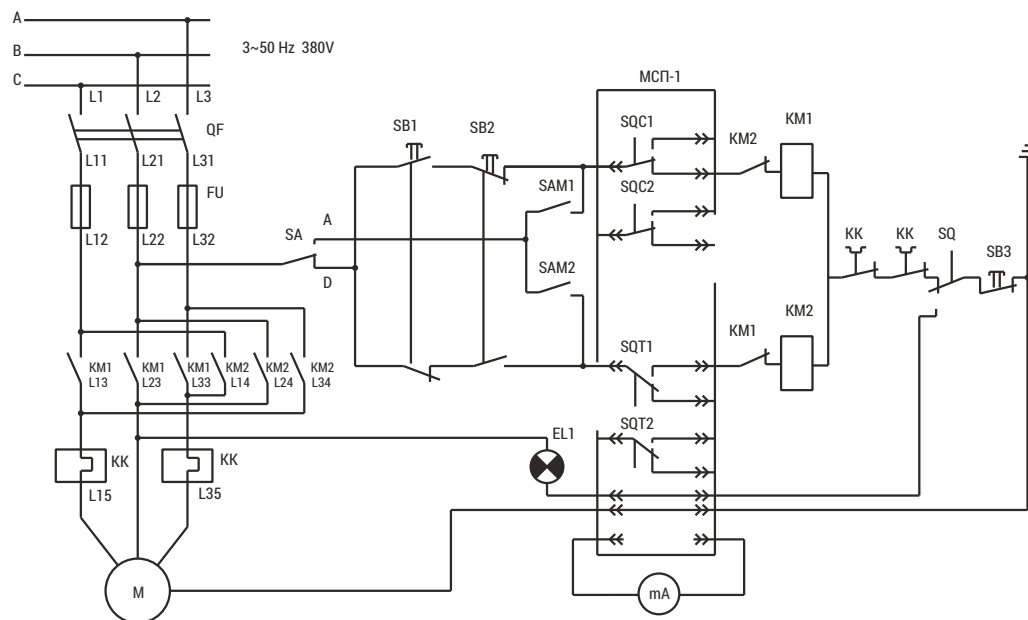 A
B
C
3~50 Hz 380V
L1
L2
L3
QF
L11
L21
L31
FU
L12
L22
L32
SA
A
D
SB1
SB2
SAM1
SAM2
МСП-1
SQC1
SQC2
KM2
KM1
KK
KK
SQ
SB3
KM1
L13
KM1
L23
KM1
L33
KM2
L14
KM2
L24
KM2
L34
SQT1
KM1
KM2
SQT2
EL1
KK
KK
L15
L35
M
mA